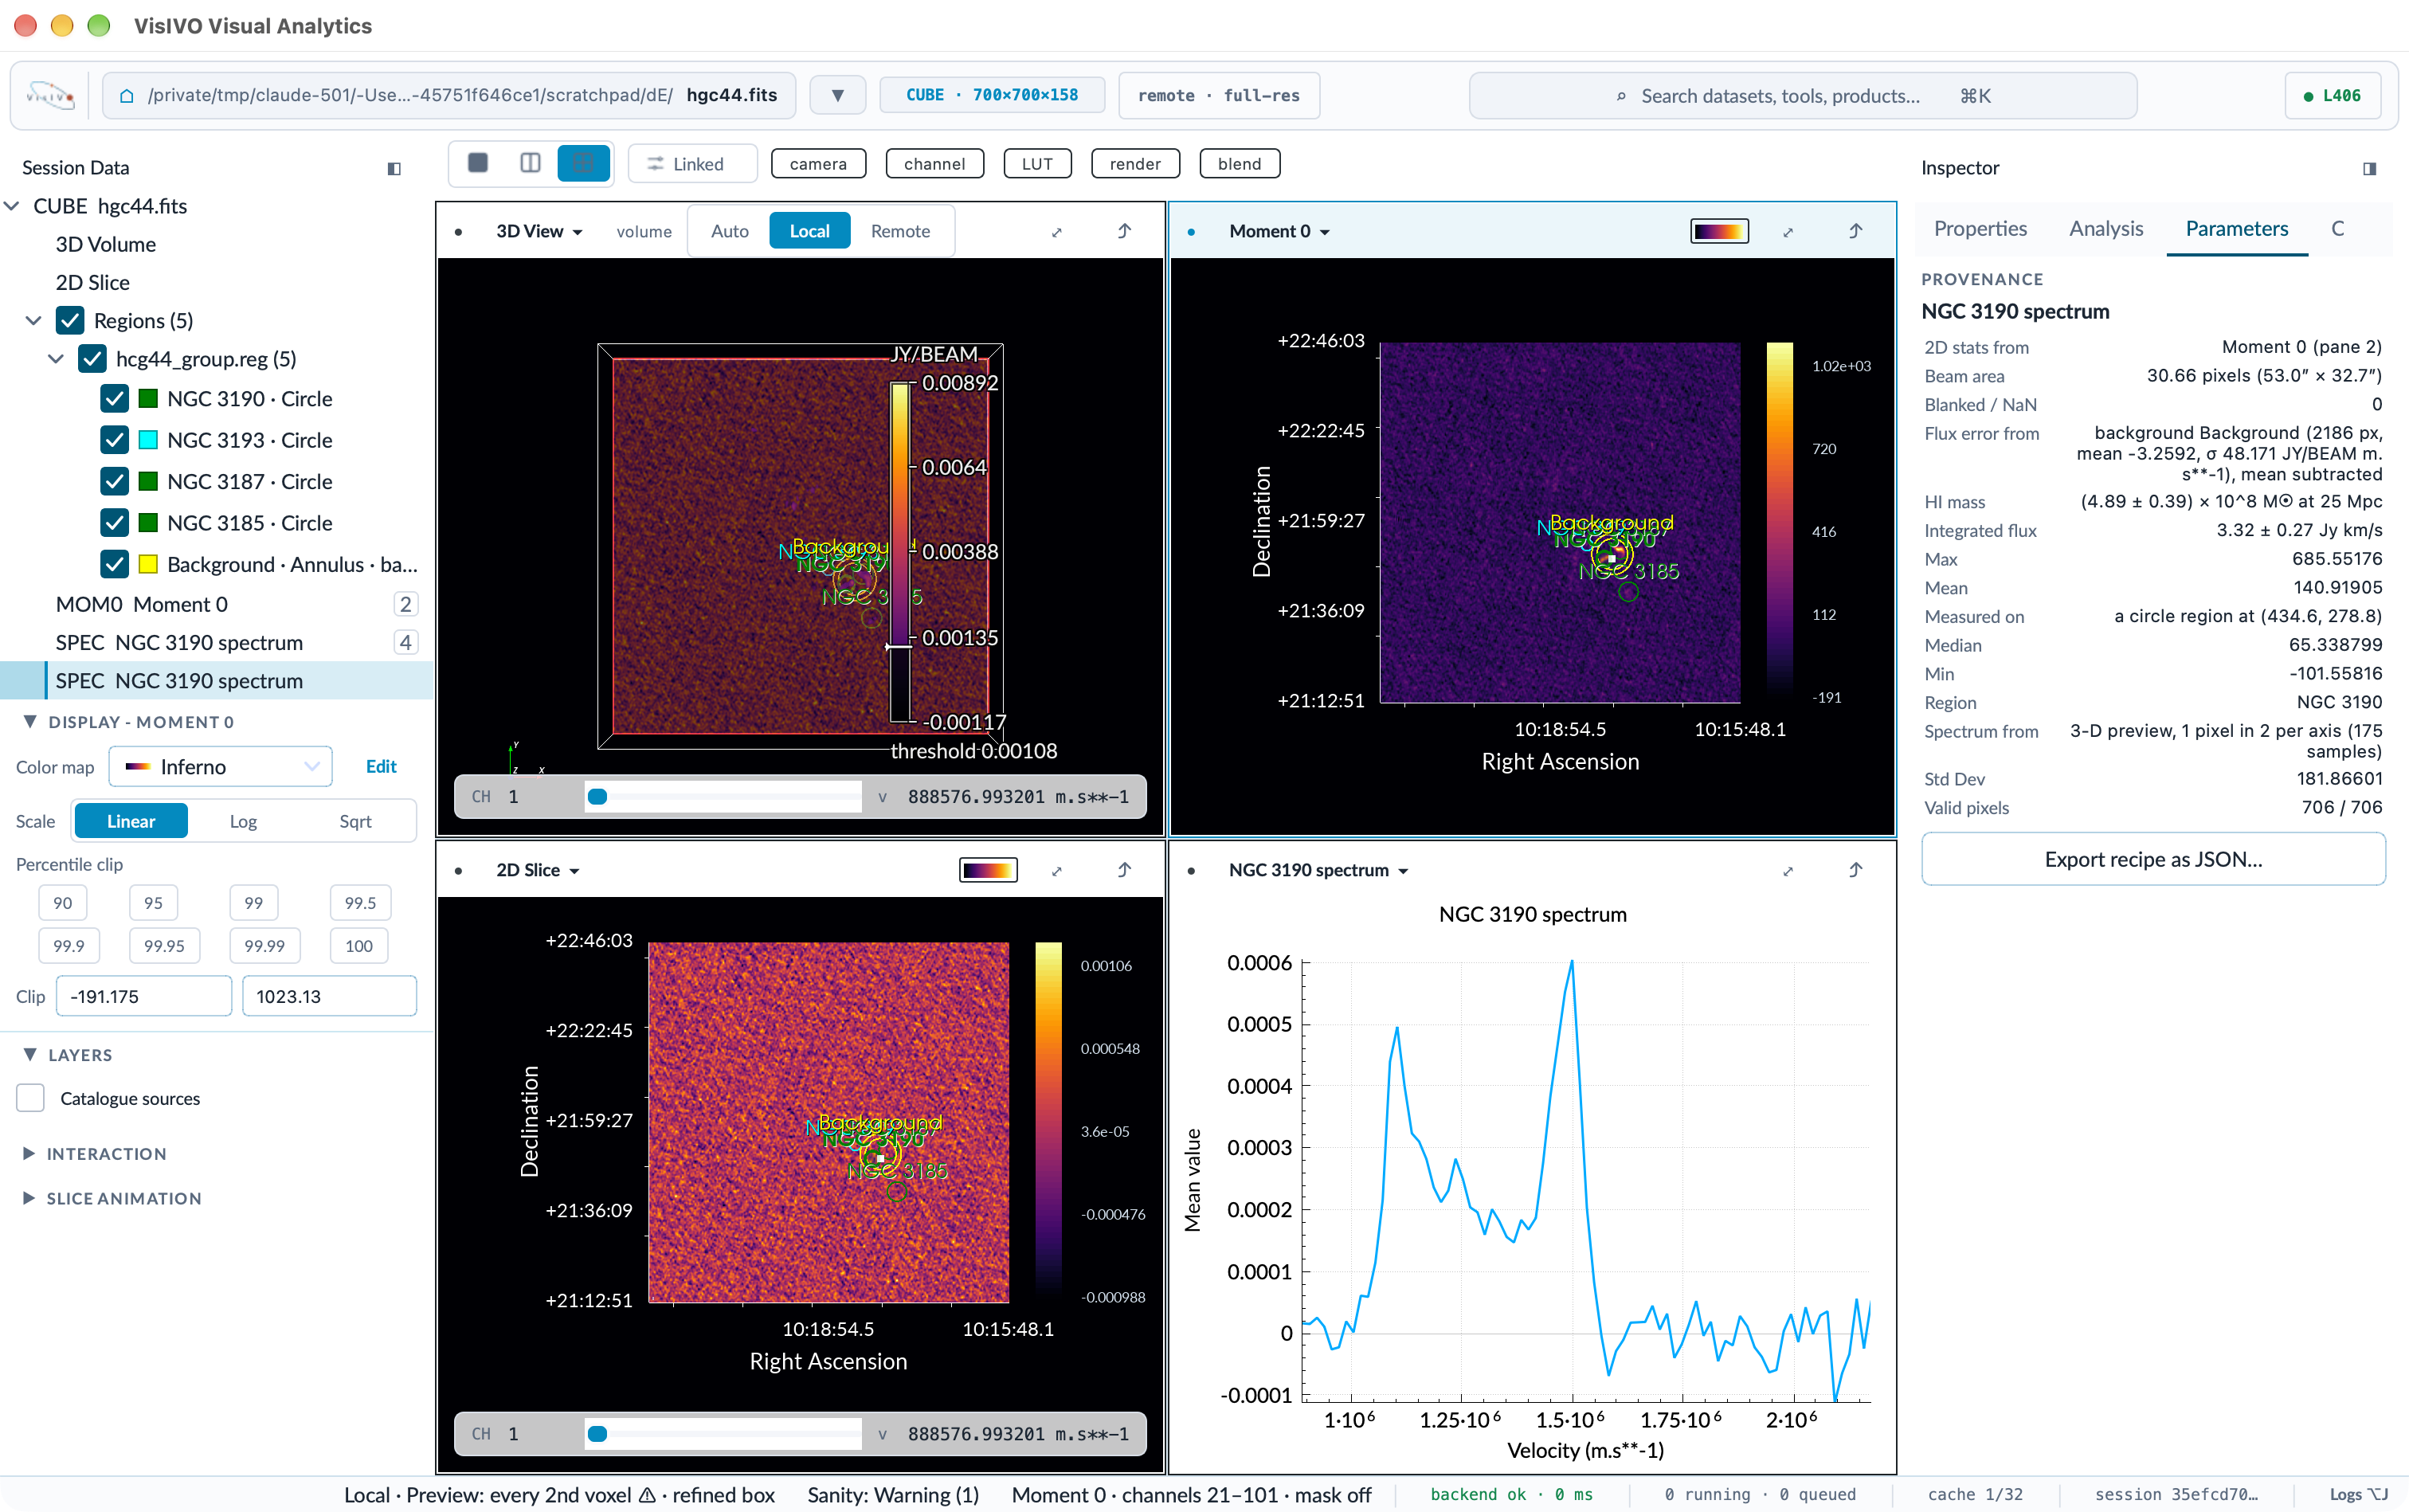 VisIVO Visual Analytics
/private/tmp/claude-501/-Use...-45751f646ce1/scratchpad/dE/ hgc44.fits
▼
CUBE · 700×700×158
remote · full-res
Search datasets, tools, products... ⌘K
● L406
Session Data
CUBE hgc44.fits
3D Volume
2D Slice
Regions (5)
hcg44_group.reg (5)
NGC 3190 · Circle
NGC 3193 · Circle
NGC 3187 · Circle
NGC 3185 · Circle
Background · Annulus · ba...
MOM0 Moment 0 2
SPEC NGC 3190 spectrum 4
SPEC NGC 3190 spectrum
DISPLAY - MOMENT 0
Color map Inferno Edit
Scale Linear Log Sqrt
Percentile clip
90 95 99 99.5
99.9 99.95 99.99 100
Clip -191.175 1023.13
LAYERS
Catalogue sources
INTERACTION
SLICE ANIMATION
Linked camera channel LUT render blend
3D View volume Auto Local Remote
JY/BEAM
0.00892
0.0064
0.00388
0.00135
-0.00117
threshold 0.00108
Background
NGC 3185
Y
Z X
CH 1 v 888576.993201 m.s**-1
Moment 0
+22:46:03
+22:22:45
+21:59:27
+21:36:09
+21:12:51
Declination
Background
NGC 3190
NGC 3185
10:18:54.5 10:15:48.1
Right Ascension
1.02e+03
720
416
112
-191
2D Slice
+22:46:03
+22:22:45
+21:59:27
+21:36:09
+21:12:51
Declination
Background
NGC 3190
NGC 3185
10:18:54.5 10:15:48.1
Right Ascension
0.00106
0.000548
3.6e-05
-0.000476
-0.000988
CH 1 v 888576.993201 m.s**-1
NGC 3190 spectrum
NGC 3190 spectrum
0.0006
0.0005
0.0004
0.0003
0.0002
0.0001
0
-0.0001
Mean value
1·10⁶ 1.25·10⁶ 1.5·10⁶ 1.75·10⁶ 2·10⁶
Velocity (m.s**-1)
Inspector
Properties Analysis Parameters C
PROVENANCE
NGC 3190 spectrum
2D stats from Moment 0 (pane 2)
Beam area 30.66 pixels (53.0″ × 32.7″)
Blanked / NaN 0
Flux error from background Background (2186 px,
mean -3.2592, σ 48.171 JY/BEAM m.
s**-1), mean subtracted
HI mass (4.89 ± 0.39) × 10^8 M☉ at 25 Mpc
Integrated flux 3.32 ± 0.27 Jy km/s
Max 685.55176
Mean 140.91905
Measured on a circle region at (434.6, 278.8)
Median 65.338799
Min -101.55816
Region NGC 3190
Spectrum from 3-D preview, 1 pixel in 2 per axis (175
samples)
Std Dev 181.86601
Valid pixels 706 / 706
Export recipe as JSON...
Local · Preview: every 2nd voxel ⚠ · refined box Sanity: Warning (1) Moment 0 · channels 21–101 · mask off backend ok · 0 ms 0 running · 0 queued cache 1/32 session 35efcd70… Logs ⌥J